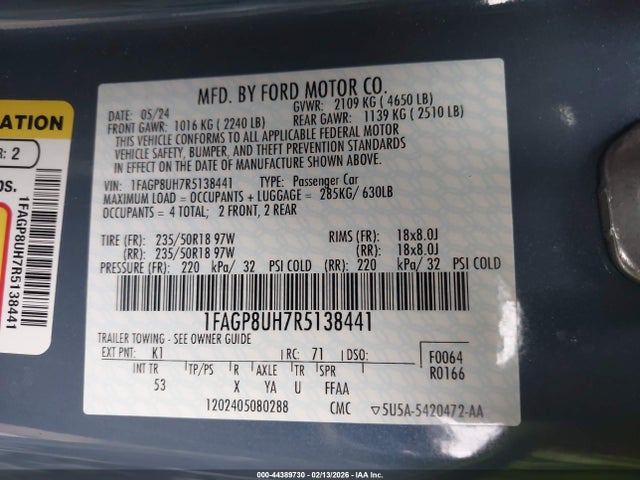 MFD. BY FORD MOTOR CO.
DATE: 05/24 GVWR: 2109 KG ( 4650 LB)
FRONT GAWR: 1016 KG ( 2240 LB) REAR GAWR: 1139 KG ( 2510 LB)
THIS VEHICLE CONFORMS TO ALL APPLICABLE FEDERAL MOTOR
VEHICLE SAFETY, BUMPER, AND THEFT PREVENTION STANDARDS
IN EFFECT ON THE DATE OF MANUFACTURE SHOWN ABOVE.
VIN: 1FAGP8UH7R5138441 TYPE: Passenger Car
MAXIMUM LOAD = OCCUPANTS + LUGGAGE = 285KG/ 630LB
OCCUPANTS = 4 TOTAL; 2 FRONT, 2 REAR
TIRE (FR): 235/50R18 97W RIMS (FR): 18x8.0J
(RR): 235/50R18 97W (RR): 18x8.0J
PRESSURE (FR): 220 kPa/ 32 PSI COLD (RR): 220 kPa/ 32 PSI COLD
1FAGP8UH7R5138441
TRAILER TOWING - SEE OWNER GUIDE
EXT PNT: K1 RC: 71 DSO: F0064
INT TR TP/PS R AXLE TR SPR R0166
53 X YA U FFAA
1202405080288 CMC 5U5A-5420472-AA
ATION
R: 2
os.
1FAGP8UH7R5138441
000-44389730 - 02/13/2026 - IAA Inc.